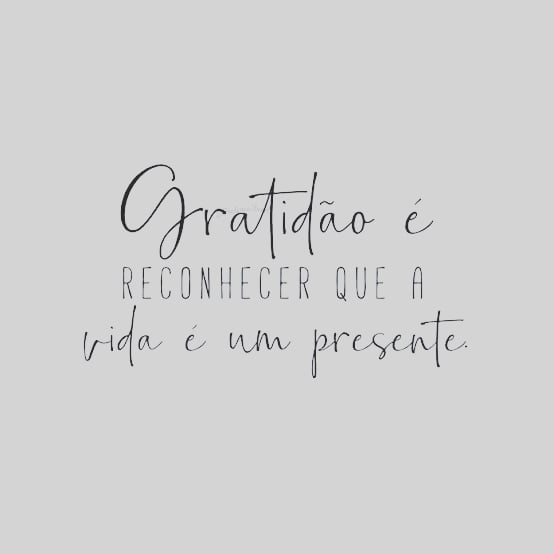 Gratidão é
RECONHECER QUE A
vida é um presente.